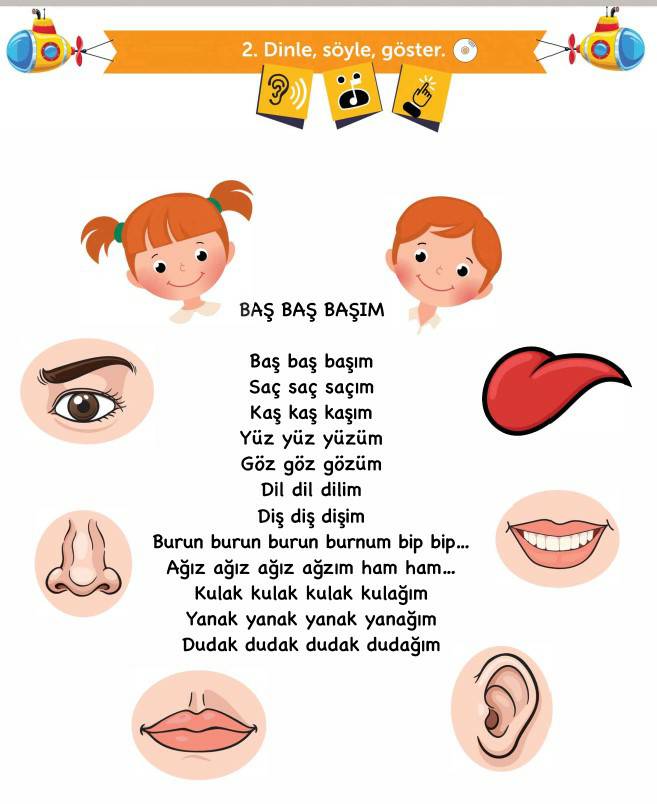 2. Dinle, söyle, göster.
BAŞ BAŞ BAŞIM
Baş baş başım
Saç saç saçım
Kaş kaş kaşım
Yüz yüz yüzüm
Göz göz gözüm
Dil dil dilim
Diş diş dişim
Burun burun burun burnum bip bip...
Ağız ağız ağız ağzım ham ham...
Kulak kulak kulak kulağım
Yanak yanak yanak yanağım
Dudak dudak dudak dudağım